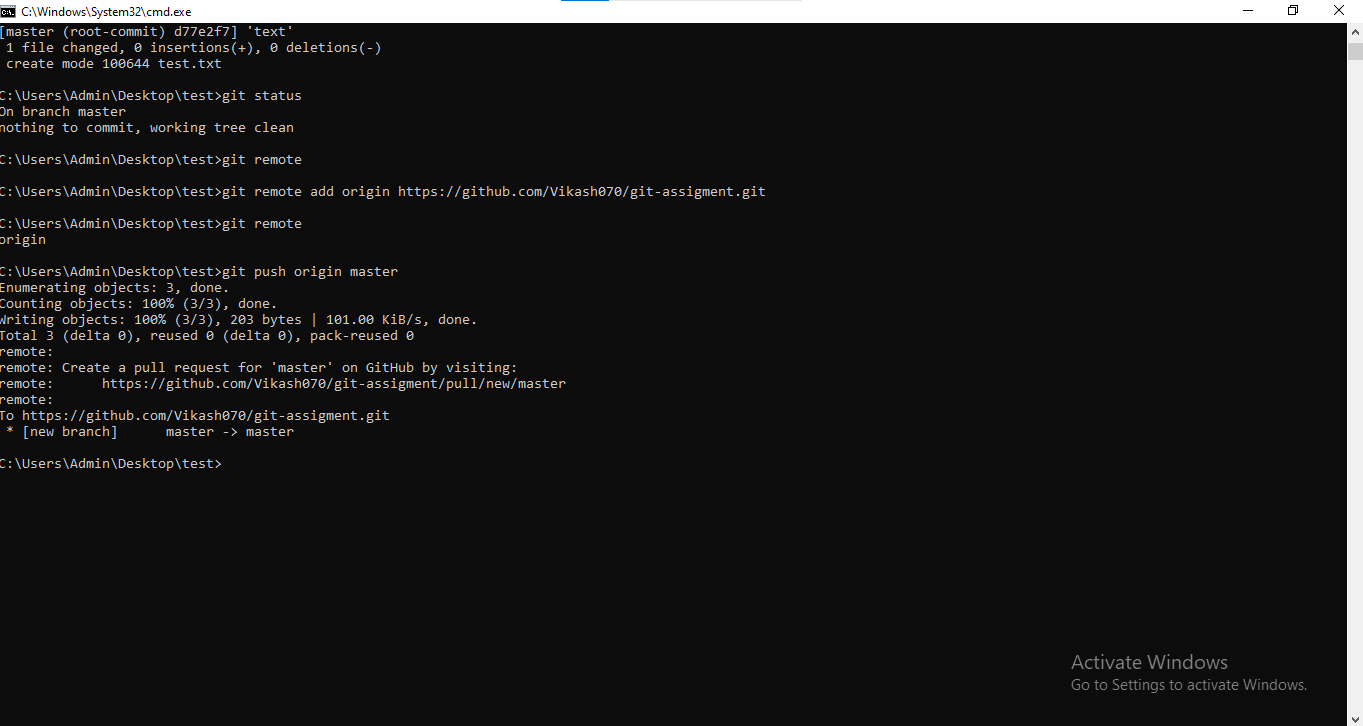 C:\Windows\System32\cmd.exe
[master (root-commit) d77e2f7] 'text'
1 file changed, 0 insertions(+), 0 deletions(-)
create mode 100644 test.txt
C:\Users\Admin\Desktop\test>git status
On branch master
nothing to commit, working tree clean
C:\Users\Admin\Desktop\test>git remote
C:\Users\Admin\Desktop\test>git remote add origin https://github.com/Vikash070/git-assigment.git
C:\Users\Admin\Desktop\test>git remote
origin
C:\Users\Admin\Desktop\test>git push origin master
Enumerating objects: 3, done.
Counting objects: 100% (3/3), done.
Writing objects: 100% (3/3), 203 bytes | 101.00 KiB/s, done.
Total 3 (delta 0), reused 0 (delta 0), pack-reused 0
remote:
remote: Create a pull request for 'master' on GitHub by visiting:
remote:      https://github.com/Vikash070/git-assigment/pull/new/master
remote:
To https://github.com/Vikash070/git-assigment.git
* [new branch]      master -> master
C:\Users\Admin\Desktop\test>
Activate Windows
Go to Settings to activate Windows.